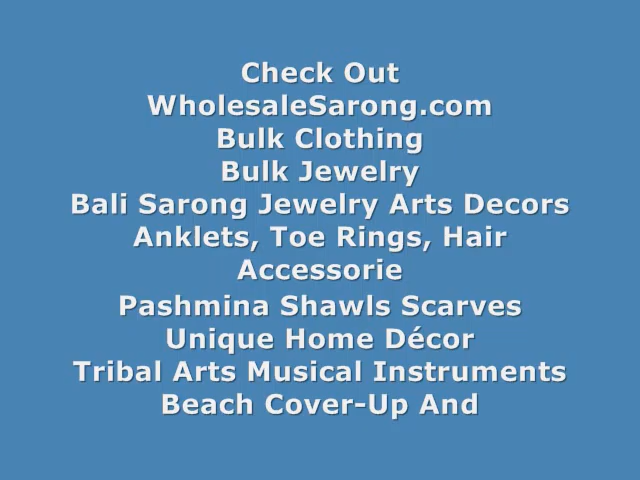 Check Out
WholesaleSarong.com
Bulk Clothing
Bulk Jewelry
Bali Sarong Jewelry Arts Decors
Anklets, Toe Rings, Hair
Accessorie
Pashmina Shawls Scarves
Unique Home Décor
Tribal Arts Musical Instruments
Beach Cover-Up And